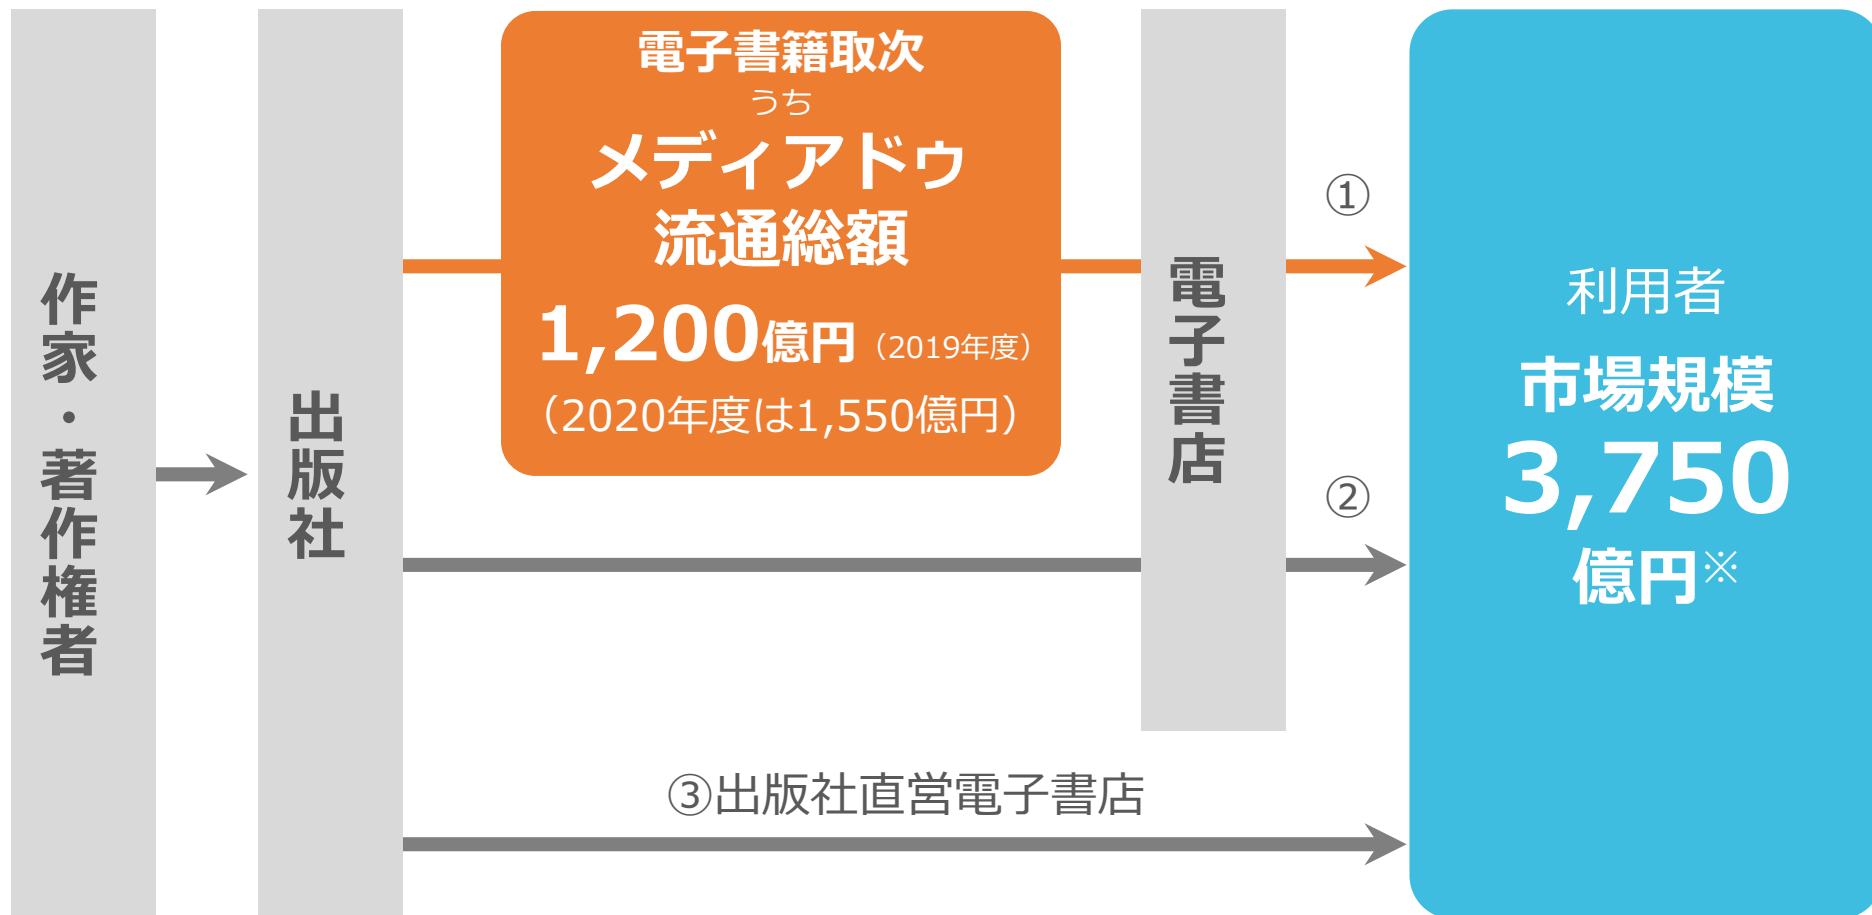 作家・著作権者
出版社
電子書籍取次
うち
メディアドゥ
流通総額
1,200億円（2019年度）
（2020年度は1,550億円）
電子書店
①
②
③出版社直営電子書店
利用者
市場規模
3,750
億円※